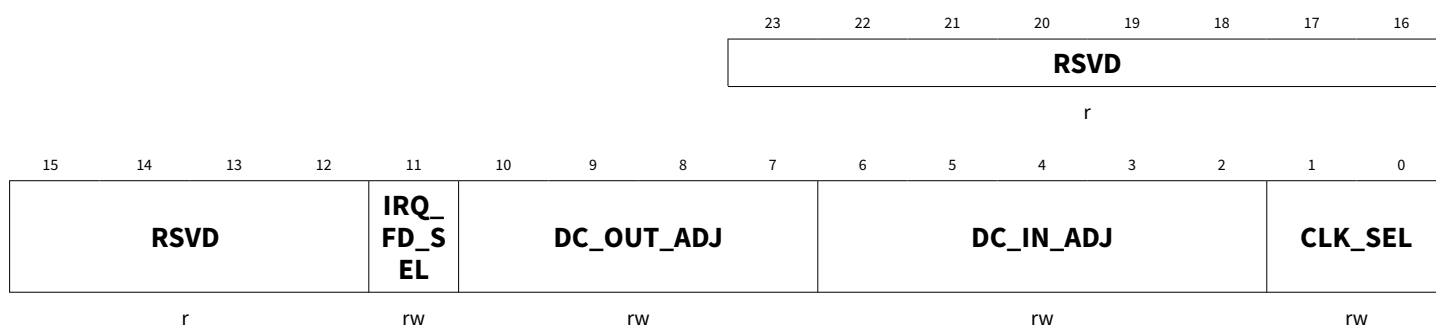 23 22 21 20 19 18 17 16
RSVD
r
15 14 13 12 11 10 9 8 7 6 5 4 3 2 1 0
RSVD
IRQ_
FD_S
EL
DC_OUT_ADJ
DC_IN_ADJ
CLK_SEL
r rw rw rw rw